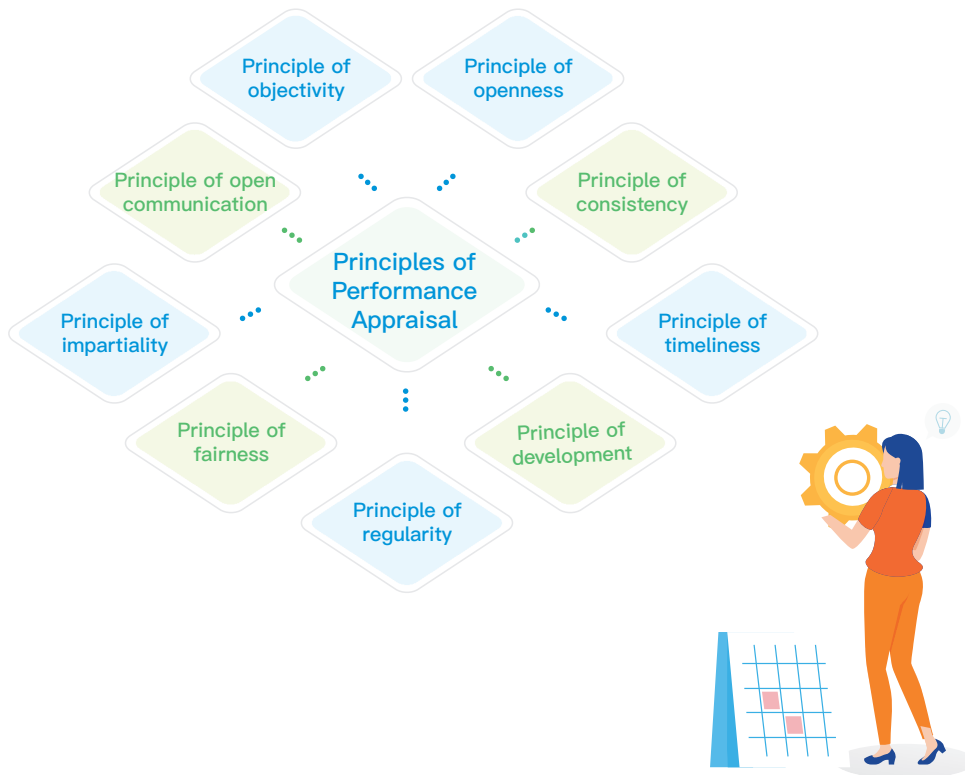 Principle of
objectivity
Principle of
openness
Principle of open
communication
Principle of
consistency
Principles of
Performance
Appraisal
Principle of
impartiality
Principle of
timeliness
Principle of
fairness
Principle of
development
Principle of
regularity